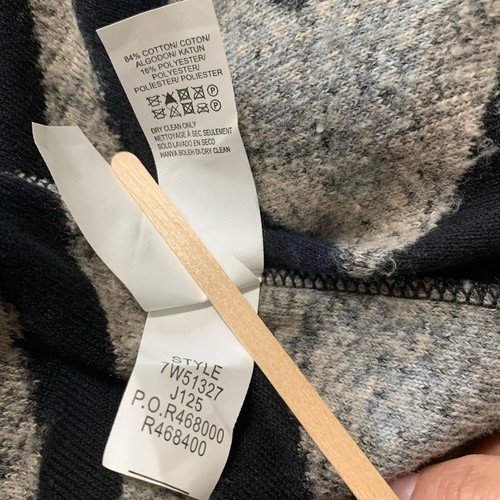 84% COTTON/ COTON/
ALGODON/ KATUN
16% POLYESTER/
POLYESTER/
POLIÉSTER/ POLIESTER
P
P
DRY CLEAN ONLY
NETTOYAGE À SEC SEULEMENT
SÓLO LAVADO EN SECO
HANYA BOLEH DI-DRY CLEAN
STYLE
7W51327
J125
P.O.R468000
R468400